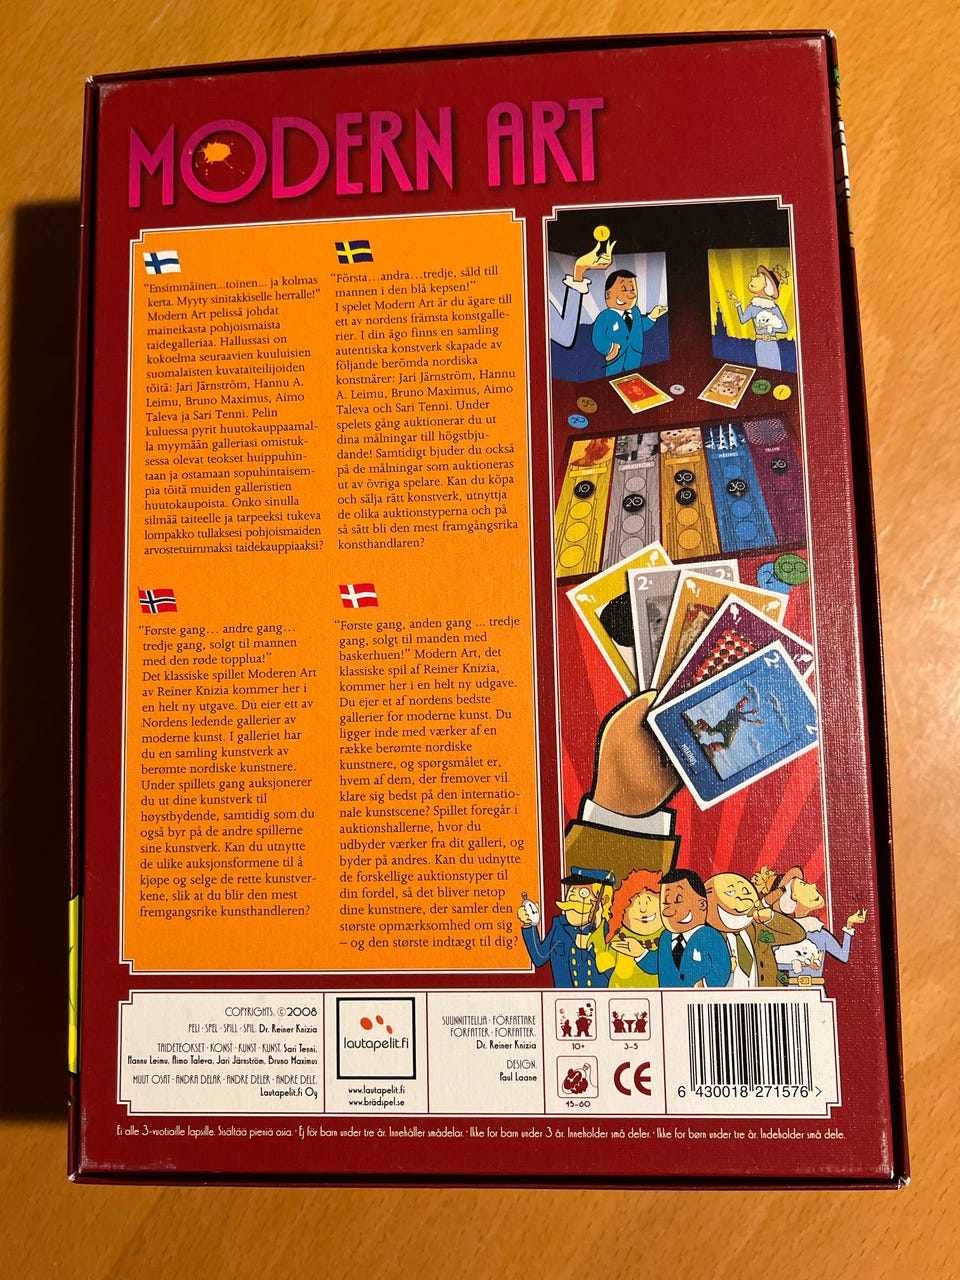 MODERN ART
"Ensimmäinen...toinen... ja kolmas
kerta. Myyty sinitakkiselle herralle!"
Modern Art pelissä johdat
maineikasta pohjoismaista
taidegalleriaa. Hallussasi on
kokoelma seuraavien kuuluisien
suomalaisten kuvataiteilijoiden
töitä: Jari Järnström, Hannu A.
Leimu, Bruno Maximus, Aimo
Taleva ja Sari Tenni. Pelin
kuluessa pyrit huutokauppaamal-
la myymään galleriasi omistuk-
sessa olevat teokset huippuhin-
taan ja ostamaan sopuhintaisem-
pia töitä muiden galleristien
huutokaupoista. Onko sinulla
silmää taiteelle ja tarpeeksi tukeva
lompakko tullaksesi pohjoismaiden
arvostetuimmaksi taidekauppiaaksi?
"Första...andra...tredje, såld till
mannen i den blå kepsen!"
I spelet Modern Art är du ägare till
ett av nordens främsta konstgalle-
rier. I din ägo finns en samling
autentiska konstverk skapade av
följande berömda nordiska
konstnärer: Jari Järnström, Hannu
A. Leimu, Bruno Maximus, Aimo
Taleva och Sari Tenni. Under
spelets gång auktionerar du ut
dina målningar till högstbju-
dande! Samtidigt bjuder du också
på de målningar som auktioneras
ut av övriga spelare. Kan du köpa
och sälja rätt konstverk, utnyttja
de olika auktionstyperna och på
så sätt bli den mest framgångsrika
konsthandlaren?
"Første gang... andre gang...
tredje gang, solgt til mannen
med den røde topplua!"
Det klassiske spillet Moderen Art
av Reiner Knizia kommer her i
en helt ny utgave. Du eier ett av
Nordens ledende gallerier av
moderne kunst. I galleriet har
du en samling kunstverk av
berømte nordiske kunstnere.
Under spillets gang auksjonerer
du ut dine kunstverk til
høystbydende, samtidig som du
også byr på de andre spillerne
sine kunstverk. Kan du utnytte
de ulike auksjonsformene til å
kjøpe og selge de rette kunstver-
kene, slik at du blir den mest
fremgangsrike kunsthandleren?
"Første gang, anden gang ... tredje
gang, solgt til manden med
baskerhuen!" Modern Art, det
klassiske spil af Reiner Knizia,
kommer her i en helt ny udgave.
Du ejer et af nordens bedste
gallerier for moderne kunst. Du
ligger inde med værker af en
række berømte nordiske
kunstnere, og spørgsmålet er,
hvem af dem, der fremover vil
klare sig bedst på den internatio-
nale kunstscene? Spillet foregår i
auktionshallerne, hvor du
udbyder værker fra dit galleri, og
byder på andres. Kan du udnytte
de forskellige auktionstyper til
din fordel, så det bliver netop
dine kunstnere, der samler den
største opmærksomhed om sig
– og den største indtægt til dig?
1
10
20
30
10
30
20
2x
2x
2x
COPYRIGHTS. ©2008
PELI · SPEL · SPILL · SPIL. Dr. Reiner Knizia
TAIDETEOKSET · KONST · KUNST · KUNST. Sari Tenni,
Hannu Leimu, Aimo Taleva, Jari Järnström, Bruno Maximus
MUUT OSAT · ANDRA DELAR · ANDRE DELER · ANDRE DELE.
Lautapelit.fi Oy
lautapelit.fi
www.lautapelit.fi
www.brädspel.se
SUUNNITTELIJA · FÖRFATTARE
FORFATTER · FORFATTER.
Dr. Reiner Knizia
DESIGN.
Paul Laane
10+
3-5
15-60
CE
6 430018 271576 >
Ei alle 3-vuotiaille lapsille. Sisältää pieniä osia. · Ej för barn under tre år. Innehåller smådelar. · Ikke for barn under 3 år. Inneholder små deler. · Ikke for børn under tre år. Indeholder små dele.